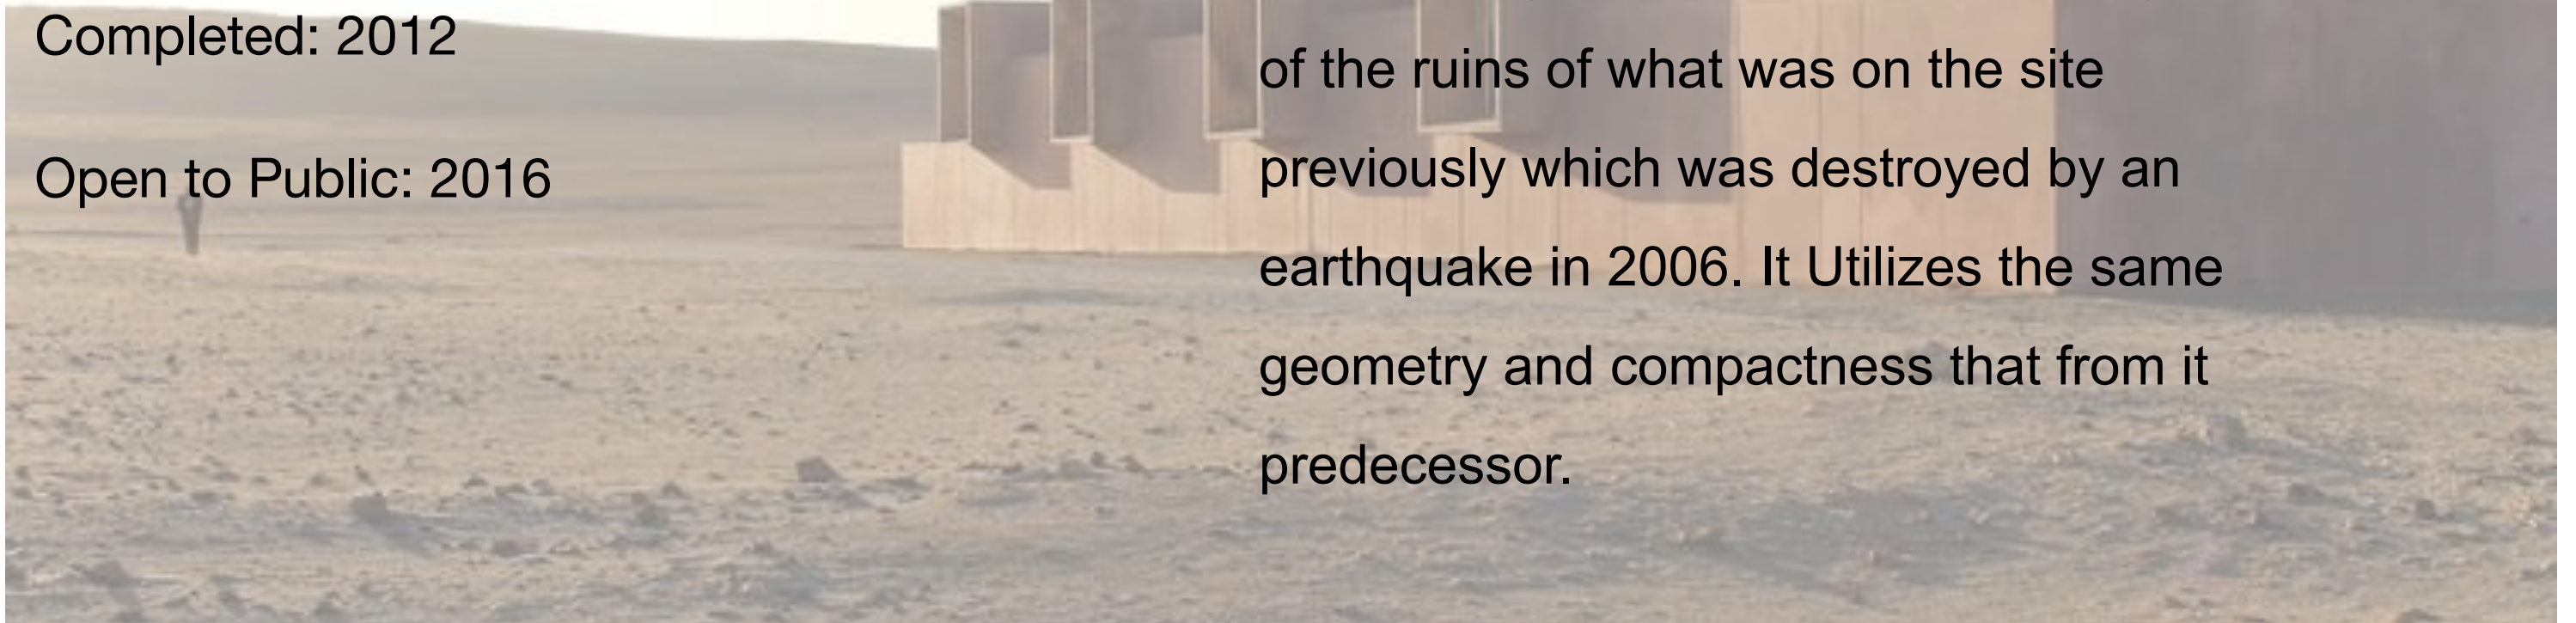 Completed: 2012
Open to Public: 2016
of the ruins of what was on the site
previously which was destroyed by an
earthquake in 2006. It Utilizes the same
geometry and compactness that from it
predecessor.